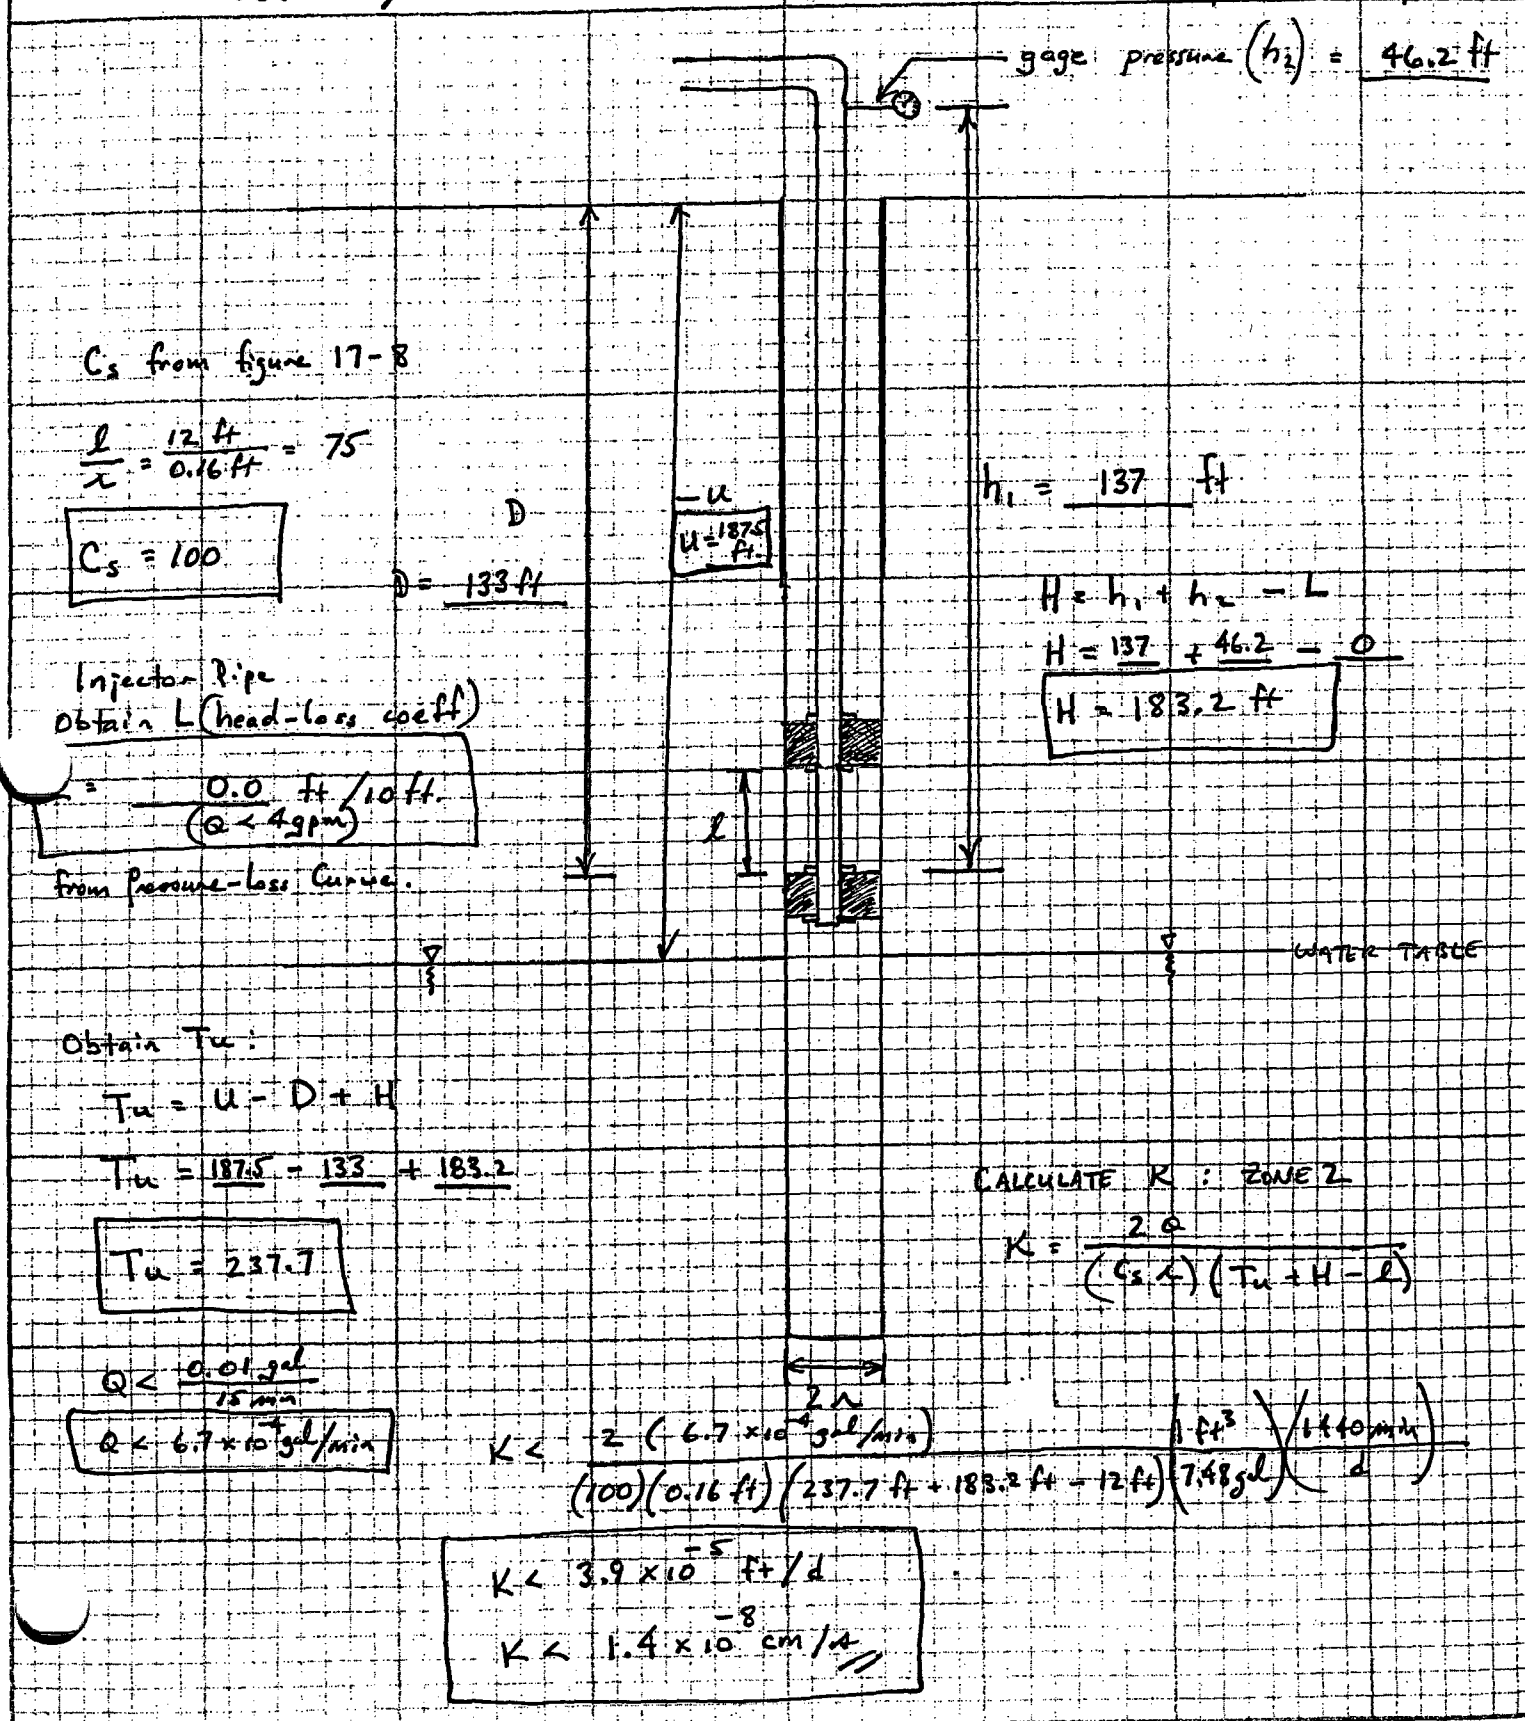 gage pressure (h₂) = 46.2 ft
Cs from figure 17-8
l/r = 12 ft/0.16 ft = 75
Cs = 100
D
D = 133 ft
u
U = 187.5 ft.
h₁ = 137 ft
H = h₁ + h₂ - L
H = 137 + 46.2 - 0
H = 183.2 ft
Injector Pipe
Obtain L (head-loss coeff)
= 0.0 ft/10 ft.
(Q < 4 gpm)
from Pressure-Loss Curve.
l
WATER TABLE
Obtain Tu:
Tu = U - D + H
Tu = 187.5 - 133 + 183.2
Tu = 237.7
CALCULATE K : ZONE 2
K = 2 Q / (Cs r) (Tu + H - l)
Q < 0.01 gal / 15 min
Q < 6.7 x 10⁻⁴ gal/min
2r
K < 2 (6.7 x 10⁻⁴ gal/min) / (100)(0.16 ft)(237.7 ft + 183.2 ft - 12 ft) (1 ft³ / 7.48 gal) (1440 min / d)
K < 3.9 x 10⁻⁵ ft/d
K < 1.4 x 10⁻⁸ cm/s